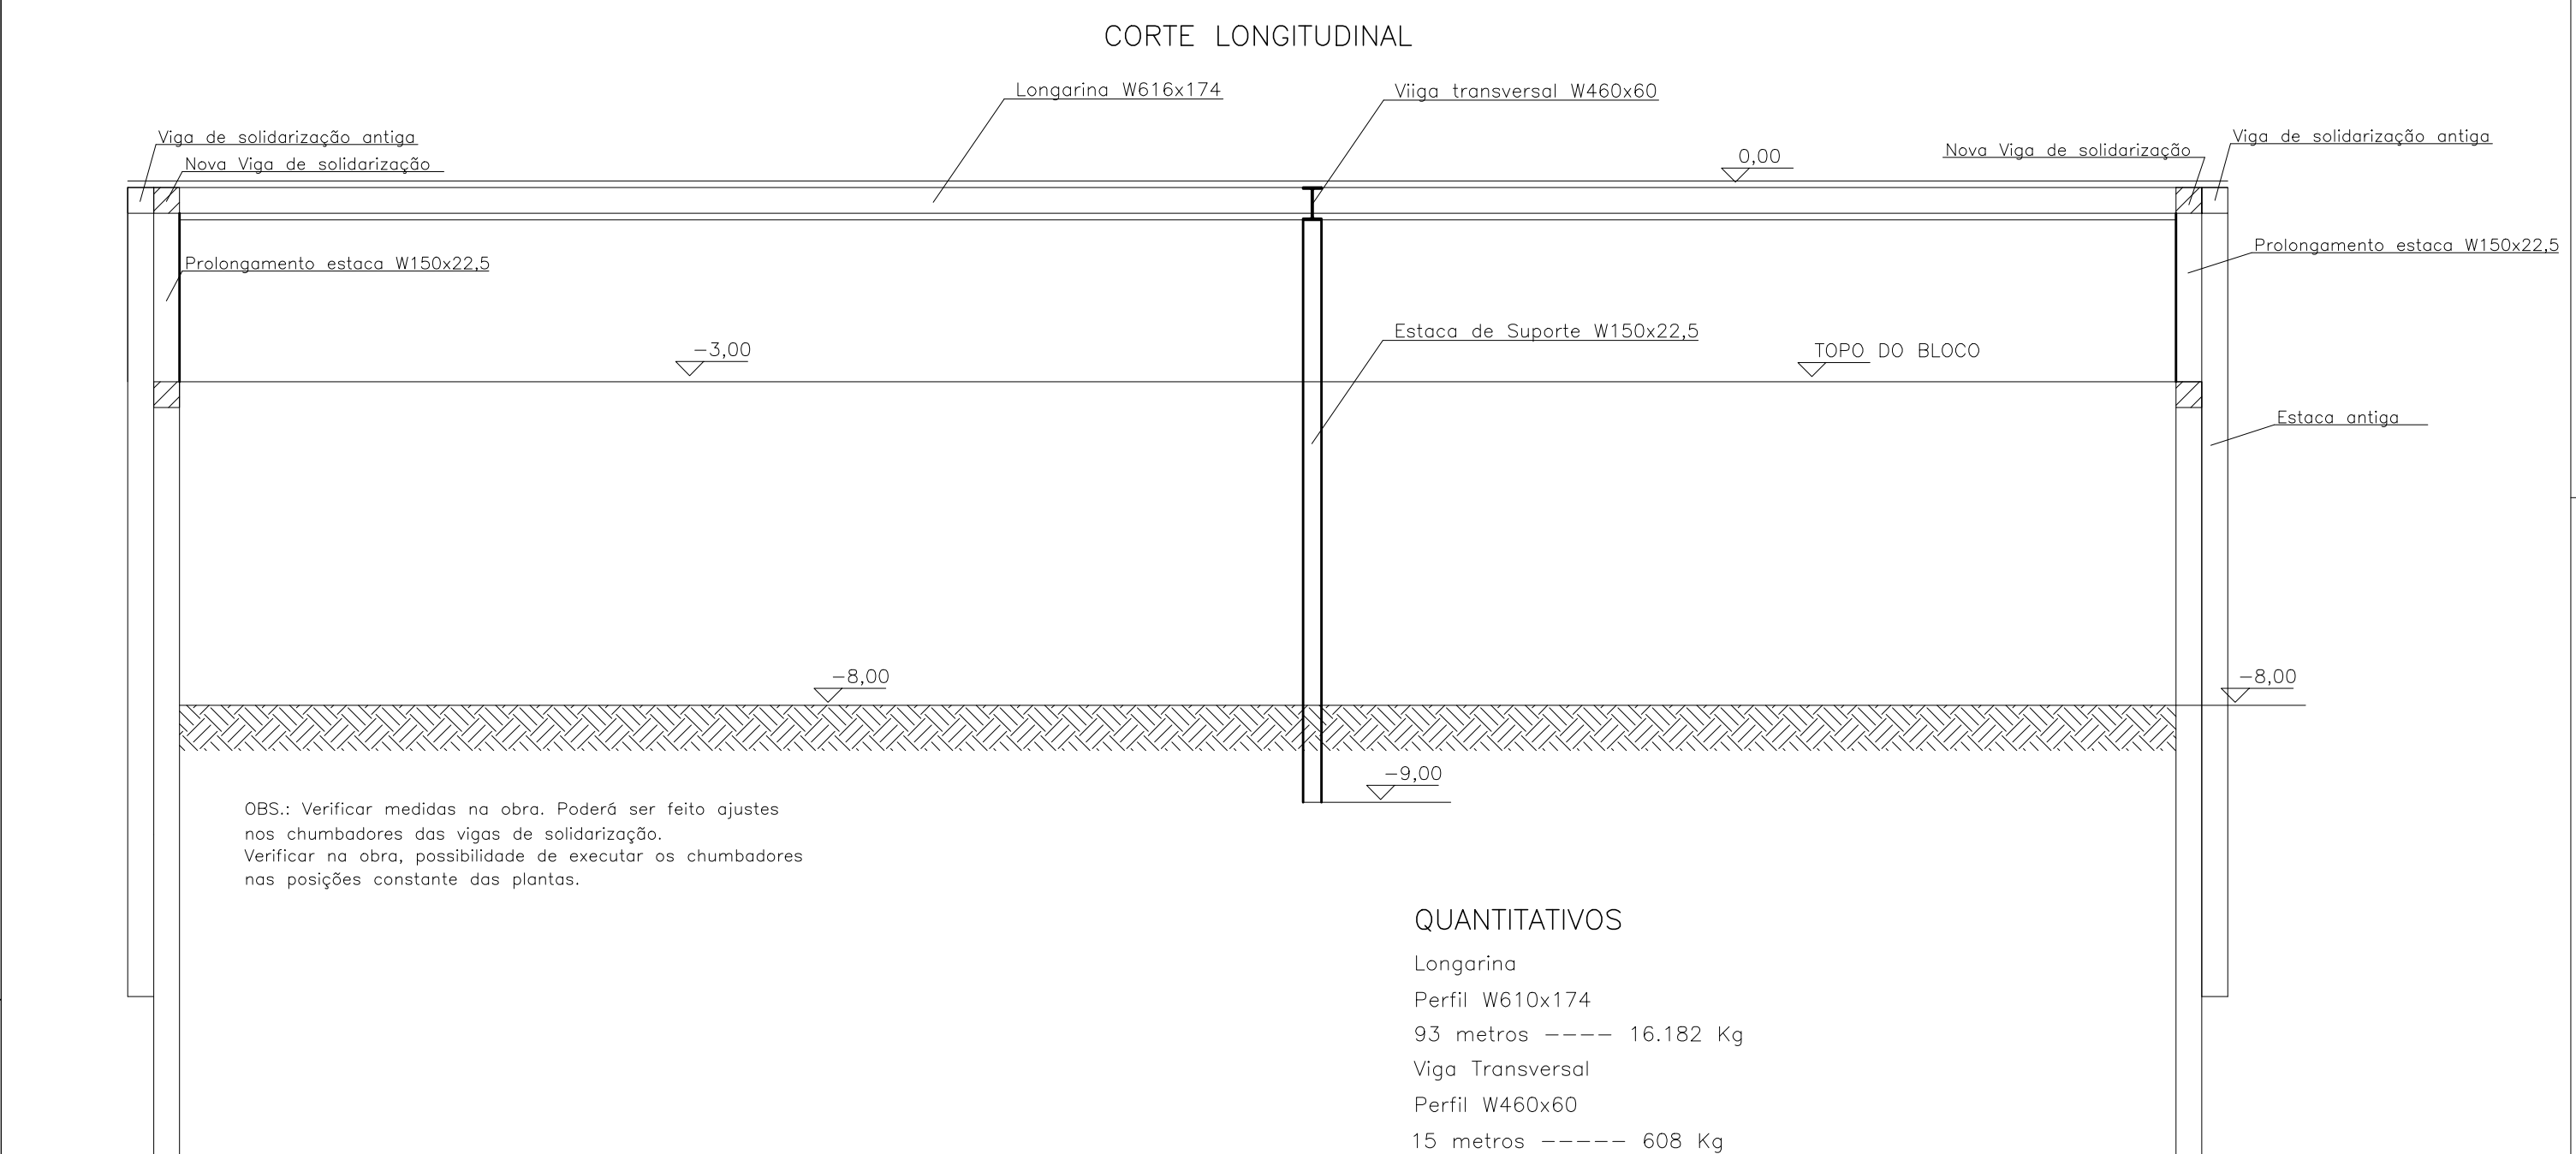 CORTE LONGITUDINAL
Longarina W616x174
Viiga transversal W460x60
Viga de solidarização antiga
Nova Viga de solidarização
0,00
Nova Viga de solidarização
Viga de solidarização antiga
Prolongamento estaca W150x22,5
Prolongamento estaca W150x22,5
-3,00
Estaca de Suporte W150x22,5
TOPO DO BLOCO
Estaca antiga
-8,00
-8,00
-9,00
OBS.: Verificar medidas na obra. Poderá ser feito ajustes
nos chumbadores das vigas de solidarização.
Verificar na obra, possibilidade de executar os chumbadores
nas posições constante das plantas.
QUANTITATIVOS
Longarina
Perfil W610x174
93 metros ---- 16.182 Kg
Viga Transversal
Perfil W460x60
15 metros ----- 608 Kg